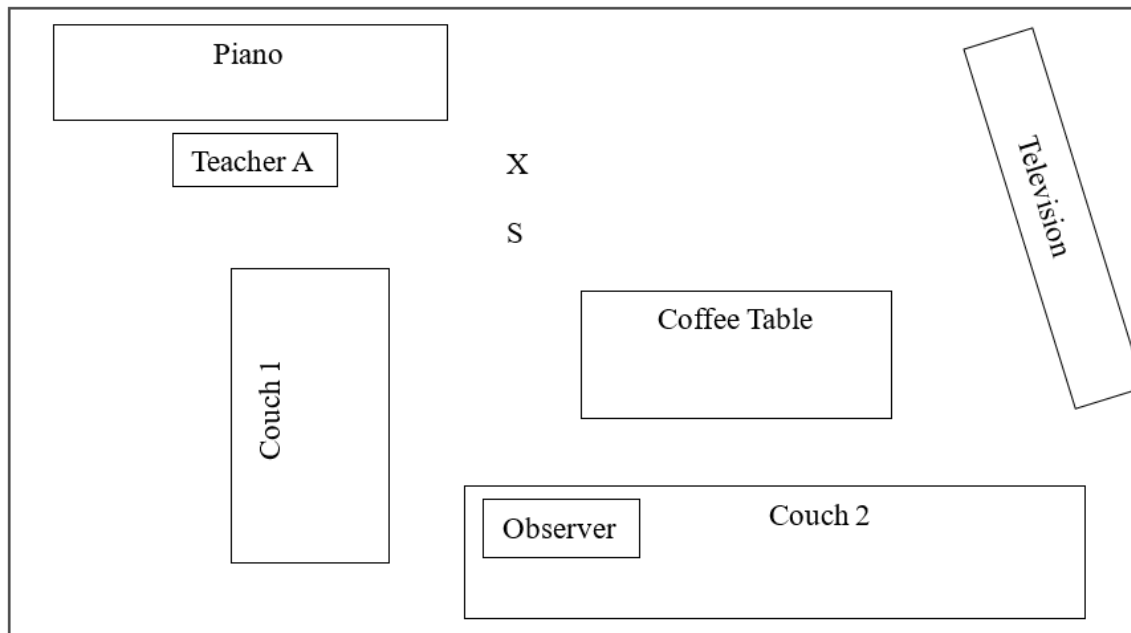 Piano
Teacher A
X
S
Television
Coffee Table
Couch 1
Observer
Couch 2